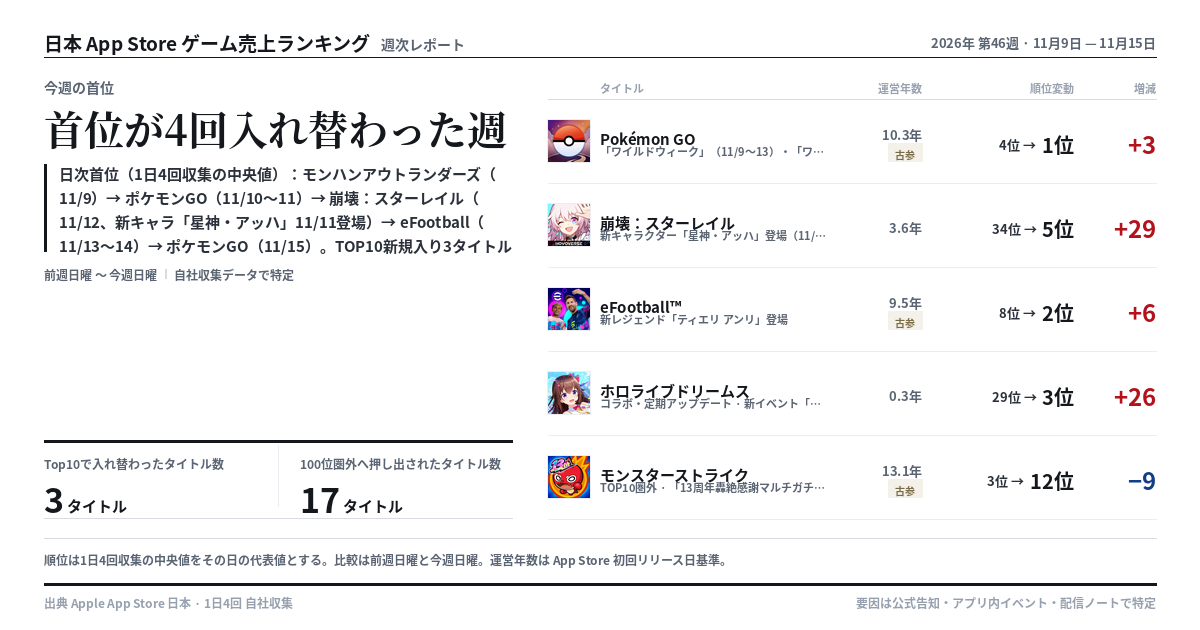 日本 App Store ゲーム売上ランキング 週次レポート
2026年 第46週 · 11月9日 — 11月15日
今週の首位
首位が4回入れ替わった週
日次首位（1日4回収集の中央値）：モンハンアウトランダーズ（
11/9）→ ポケモンGO（11/10〜11）→ 崩壊：スターレイル（
11/12、新キャラ「星神・アッハ」11/11登場）→ eFootball（
11/13〜14）→ ポケモンGO（11/15）。TOP10新規入り3タイトル
前週日曜 〜 今週日曜 | 自社収集データで特定
Top10で入れ替わったタイトル数
3 タイトル
100位圏外へ押し出されたタイトル数
17 タイトル
タイトル 運営年数 順位変動 増減
Pokémon GO
「ワイルドウィーク」（11/9〜13）・「ワ…
10.3年
古参
4位 → 1位
+3
崩壊：スターレイル
新キャラクター「星神・アッハ」登場（11/…
3.6年
34位 → 5位
+29
eFootball™
新レジェンド「ティエリ アンリ」登場
9.5年
古参
8位 → 2位
+6
ホロライブドリームス
コラボ・定期アップデート · 新イベント「…
0.3年
29位 → 3位
+26
モンスターストライク
TOP10圏外 · 「13周年轟絶感謝マルチガチ…
13.1年
古参
3位 → 12位
−9
順位は1日4回収集の中央値をその日の代表値とする。比較は前週日曜と今週日曜。運営年数は App Store 初回リリース日基準。
出典 Apple App Store 日本 · 1日4回 自社収集
要因は公式告知・アプリ内イベント・配信ノートで特定